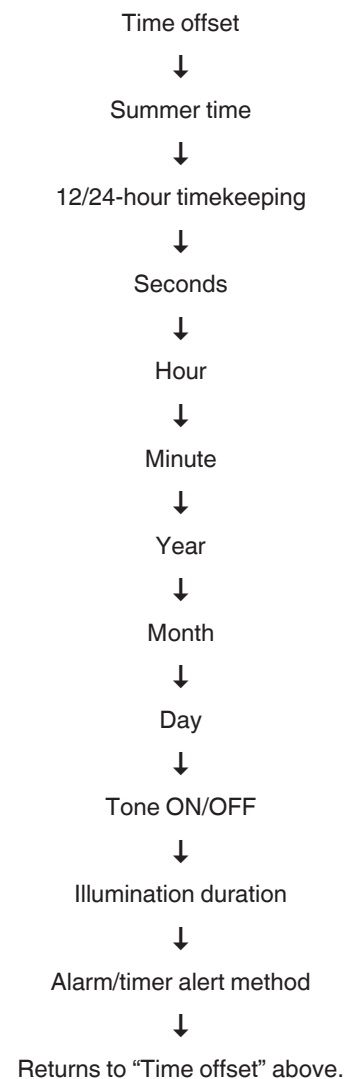 Time offset
↓
Summer time
↓
12/24-hour timekeeping
↓
Seconds
↓
Hour
↓
Minute
↓
Year
↓
Month
↓
Day
↓
Tone ON/OFF
↓
Illumination duration
↓
Alarm/timer alert method
↓
Returns to “Time offset” above.